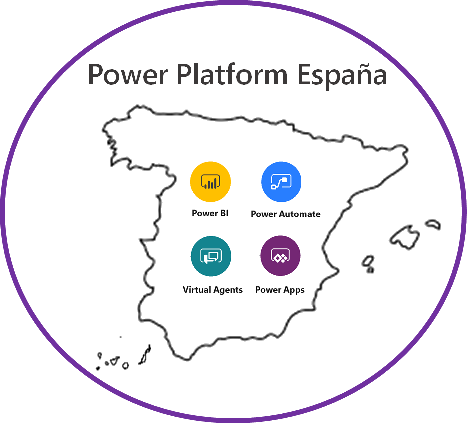 Power Platform España
Power BI
Power Automate
Virtual Agents
Power Apps